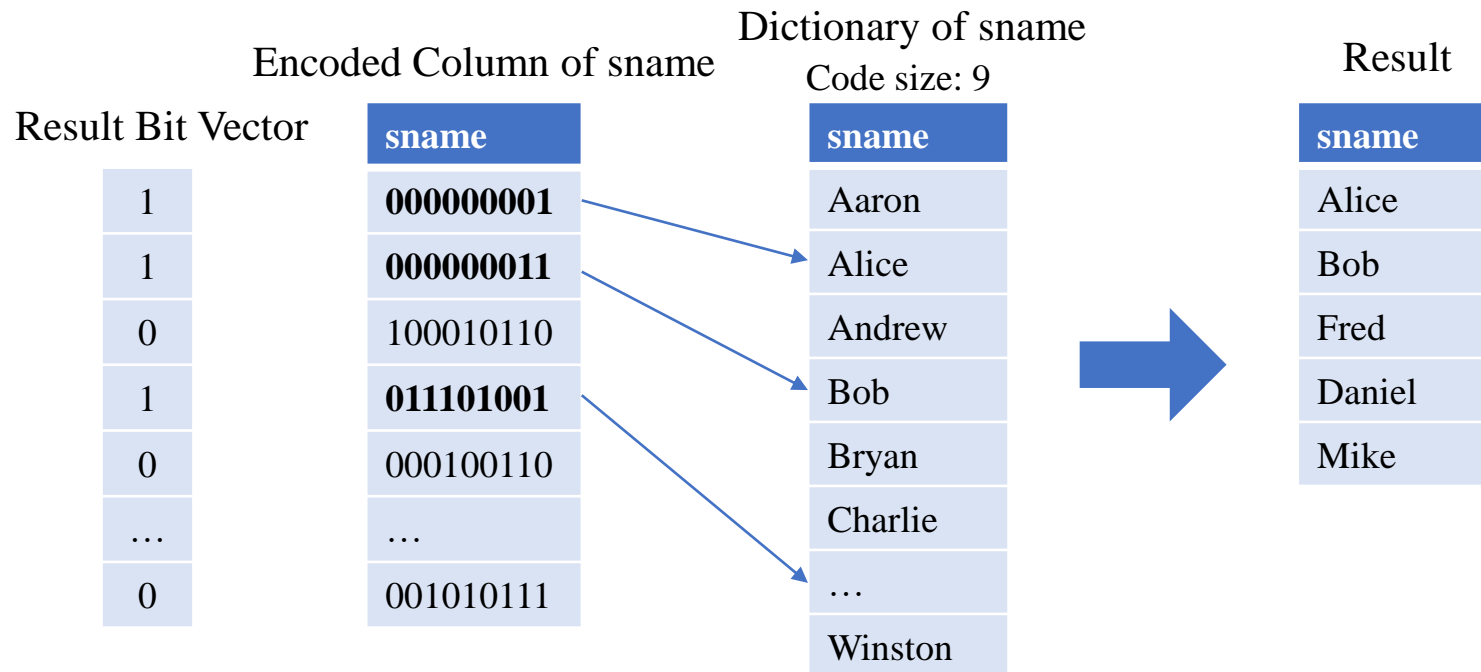 Result Bit Vector
1
1
0
1
0
…
0
Encoded Column of sname
sname
000000001
000000011
100010110
011101001
000100110
…
001010111
Dictionary of sname
Code size: 9
sname
Aaron
Alice
Andrew
Bob
Bryan
Charlie
…
Winston
Result
sname
Alice
Bob
Fred
Daniel
Mike